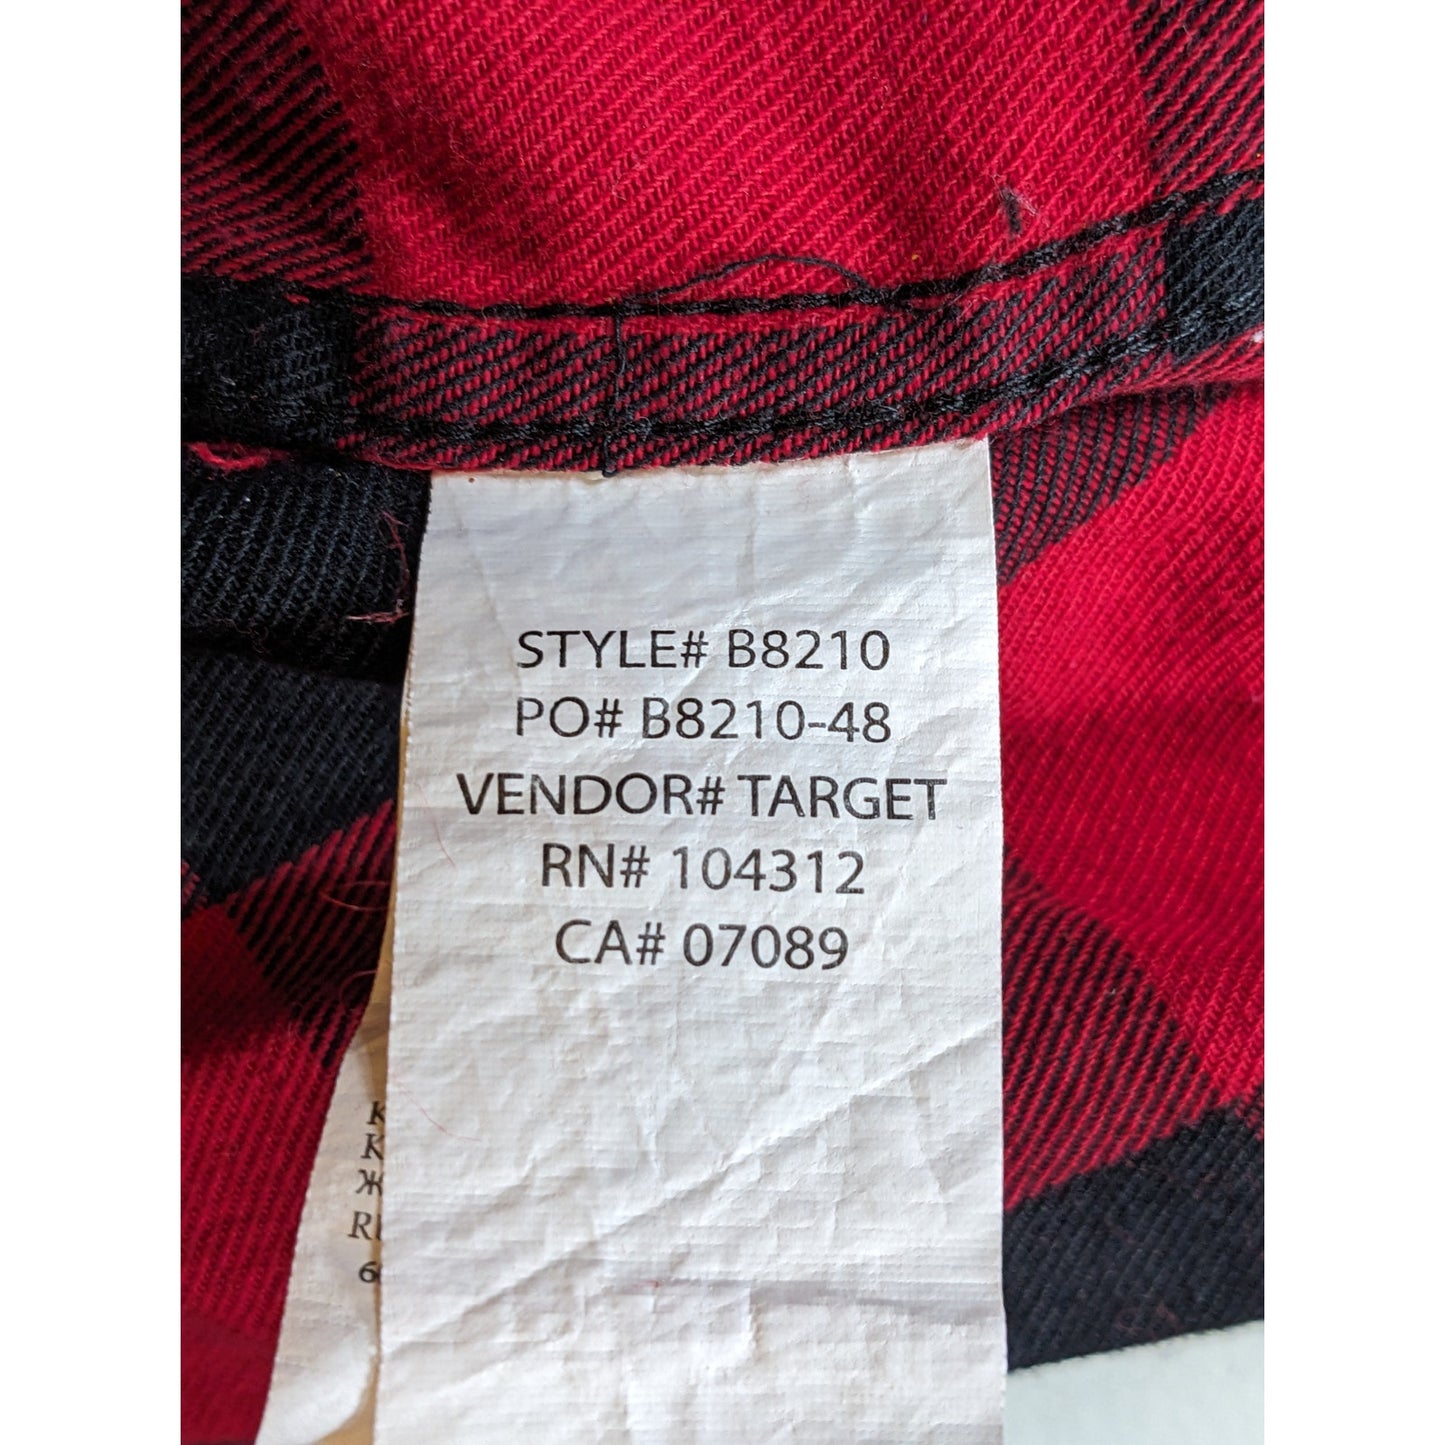 STYLE# B8210
PO# B8210-48
VENDOR# TARGET
RN# 104312
CA# 07089